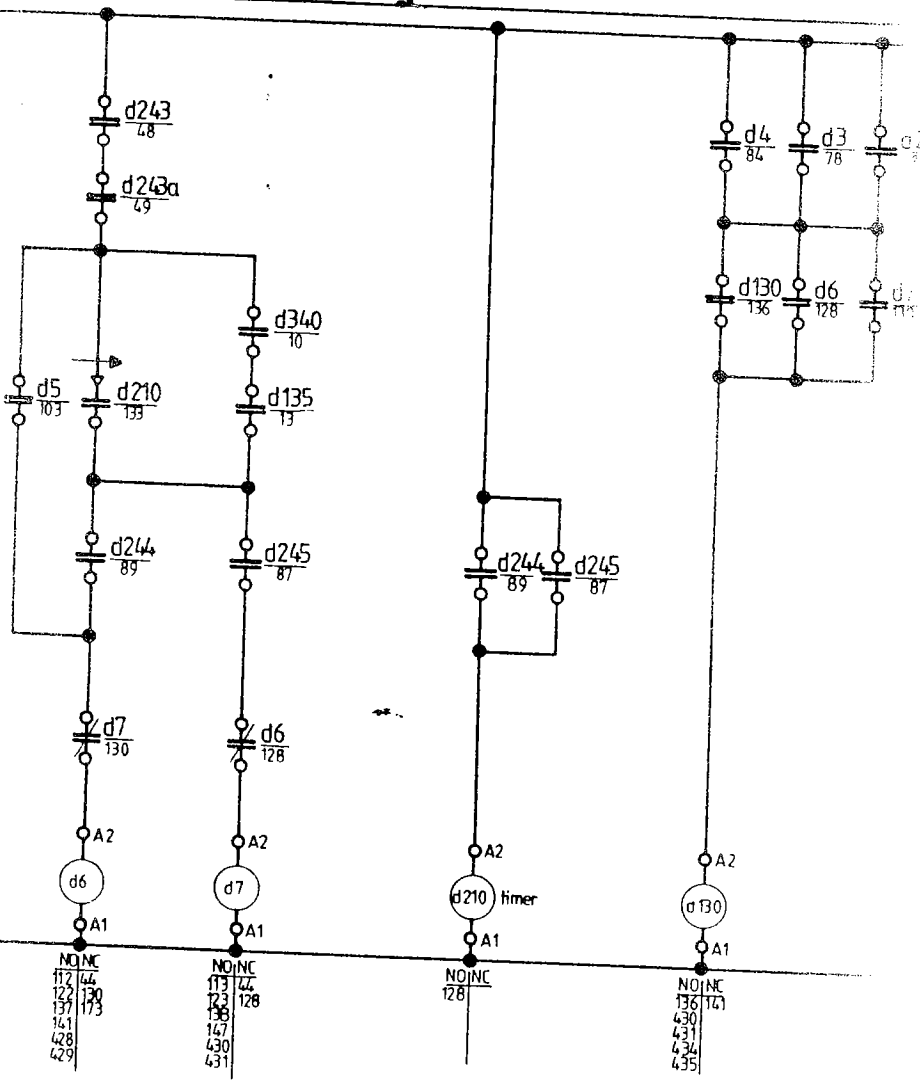 d243
48
d243a
49
d340
10
d5
103
d210
133
d135
13
d244
89
d245
87
d7
130
d6
128
A2
d6
A1
A2
d7
A1
d244
89
d245
87
A2
d210 timer
A1
d4
84
d3
78
d130
136
d6
128
A2
d130
A1
NO NC
112 44
122 130
137 173
141
428
429
NO NC
113 44
123 128
138
147
430
431
NO NC
128
NO NC
136 141
430
431
434
435